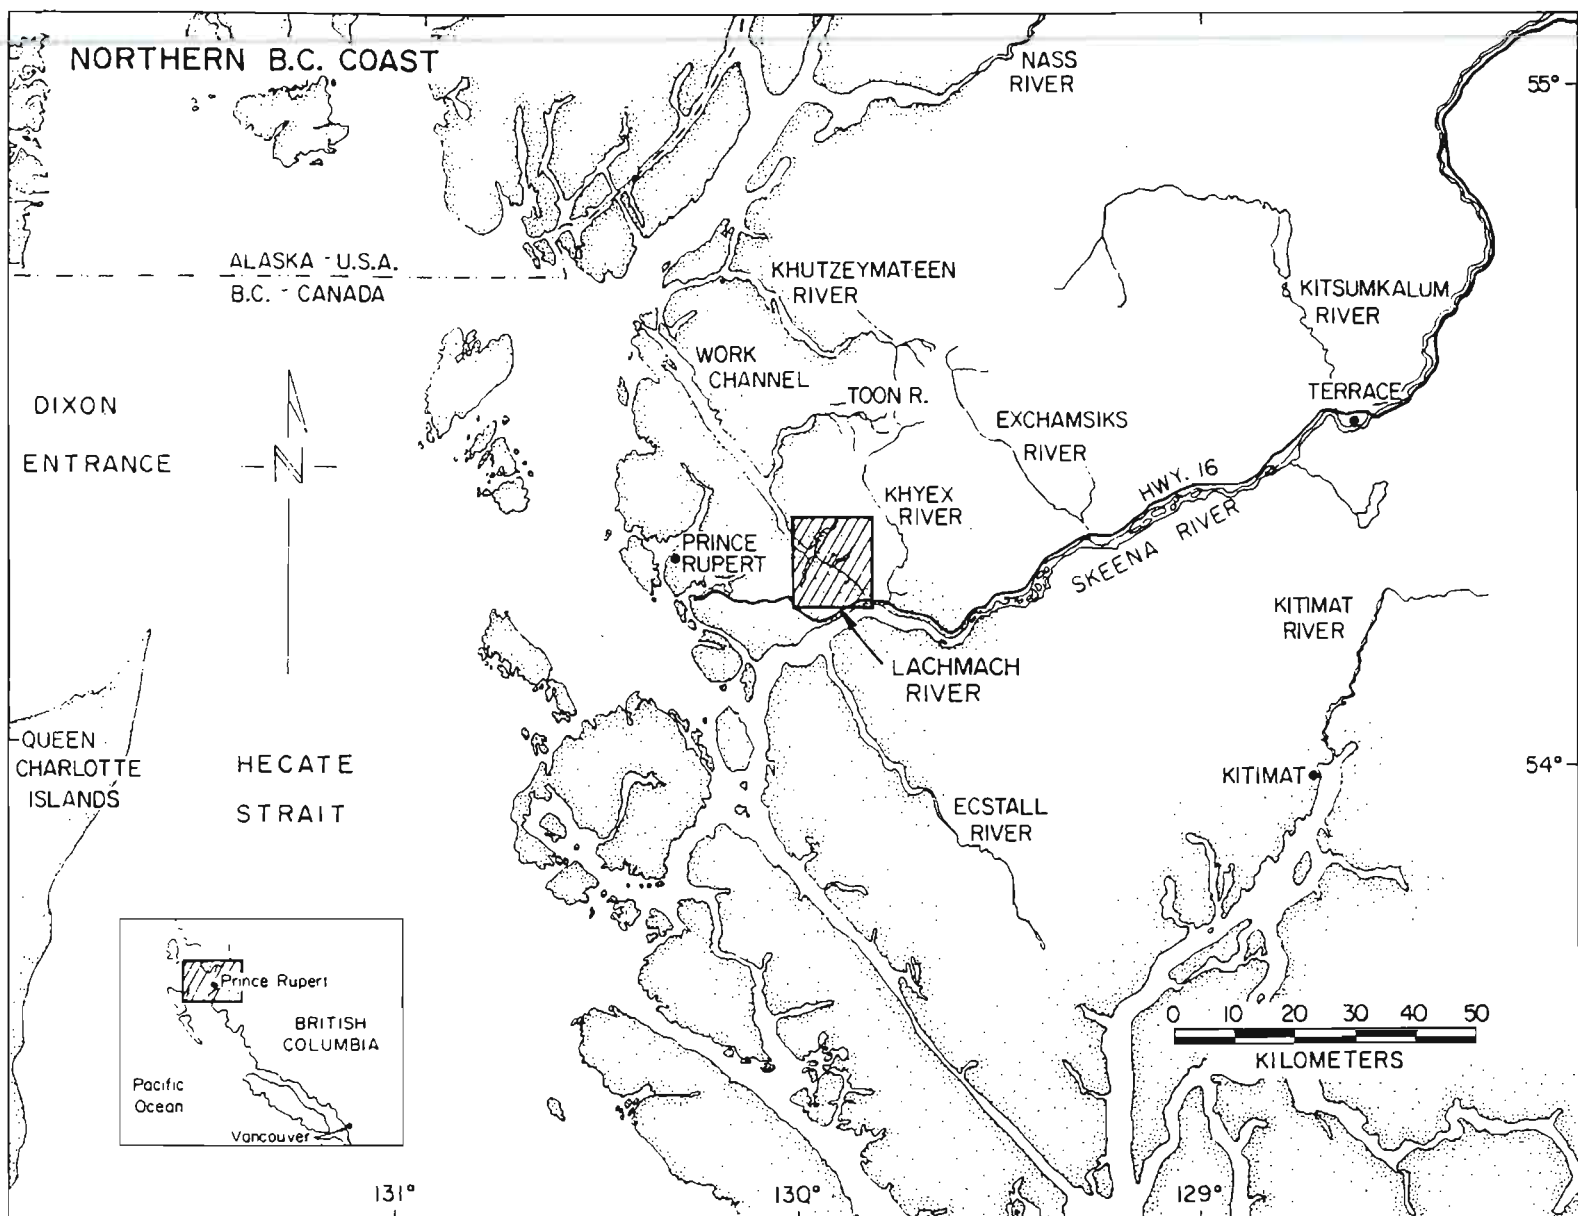 NORTHERN B.C. COAST
NASS
RIVER
55°
ALASKA - U.S.A.
B.C. - CANADA
KHUTZEYMATEEN
RIVER
KITSUMKALUM
RIVER
WORK
CHANNEL
DIXON
ENTRANCE
N
TOON R.
TERRACE
EXCHAMSIKS
RIVER
HWY. 16
KHYEX
RIVER
SKEENA RIVER
PRINCE
RUPERT
KITIMAT
RIVER
LACHMACH
RIVER
QUEEN
CHARLOTTE
ISLANDS
HECATE
STRAIT
54°
KITIMAT
ECSTALL
RIVER
Prince Rupert
BRITISH
COLUMBIA
Pacific
Ocean
Vancouver
0 10 20 30 40 50
KILOMETERS
131° 130° 129°